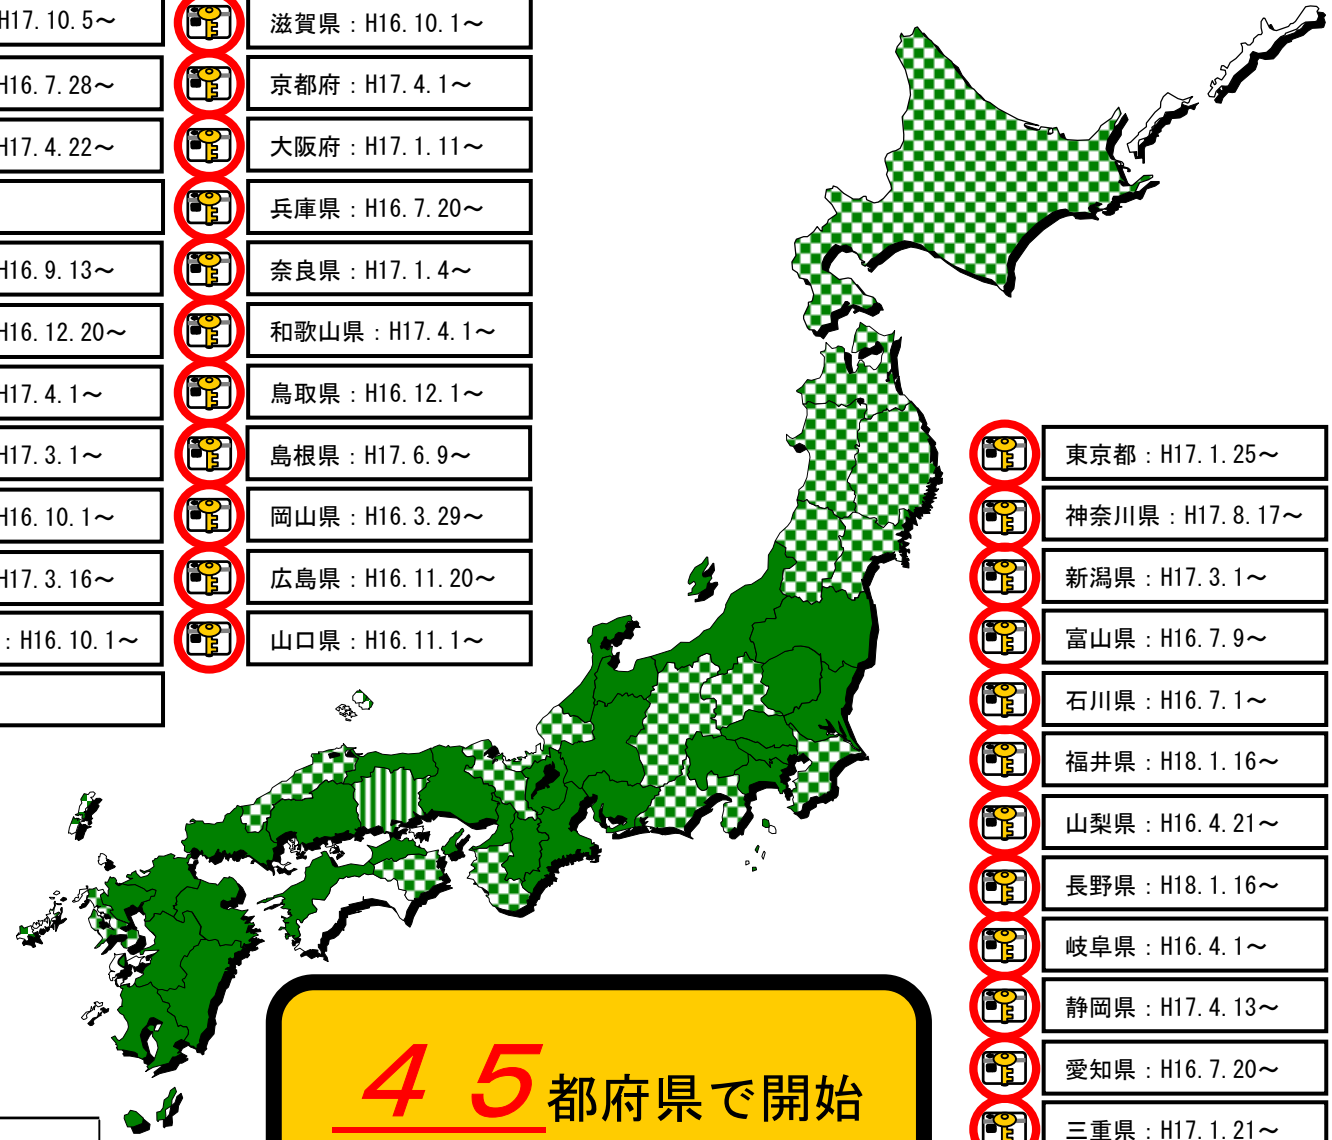 H17.10.5～
H16.7.28～
H17.4.22～
H16.9.13～
H16.12.20～
H17.4.1～
H17.3.1～
H16.10.1～
H17.3.16～
：H16.10.1～
滋賀県：H16.10.1～
京都府：H17.4.1～
大阪府：H17.1.11～
兵庫県：H16.7.20～
奈良県：H17.1.4～
和歌山県：H17.4.1～
鳥取県：H16.12.1～
島根県：H17.6.9～
岡山県：H16.3.29～
広島県：H16.11.20～
山口県：H16.11.1～
東京都：H17.1.25～
神奈川県：H17.8.17～
新潟県：H17.3.1～
富山県：H16.7.9～
石川県：H16.7.1～
福井県：H18.1.16～
山梨県：H16.4.21～
長野県：H18.1.16～
岐阜県：H16.4.1～
静岡県：H17.4.13～
愛知県：H16.7.20～
三重県：H17.1.21～
４５都府県で開始